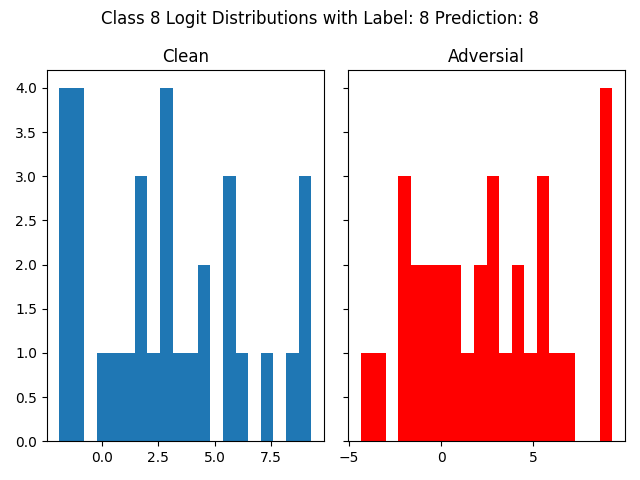 Class 8 Logit Distributions with Label: 8 Prediction: 8
Clean
Adversial
4.0
3.5
3.0
2.5
2.0
1.5
1.0
0.5
0.0
0.0 2.5 5.0 7.5
−5 0 5